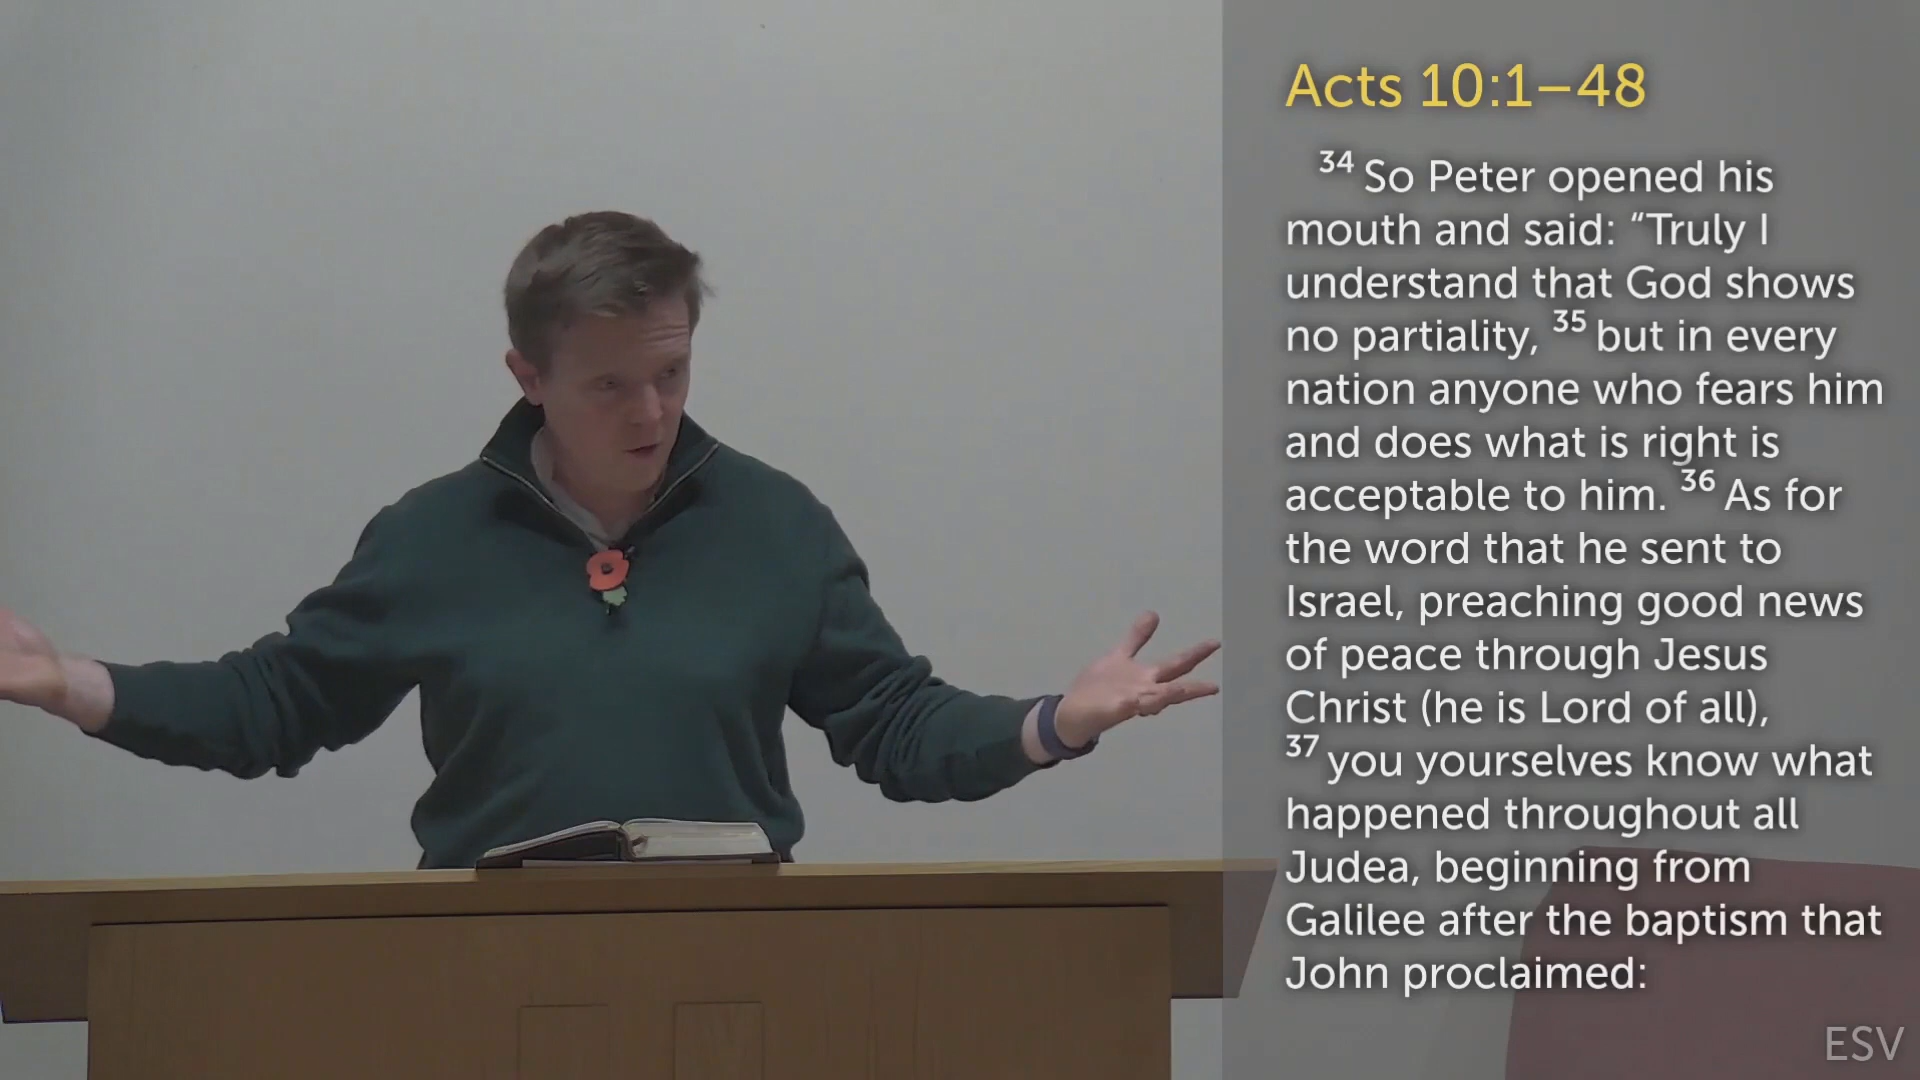 Acts 10:1–48
34 So Peter opened his
mouth and said: “Truly I
understand that God shows
no partiality, 35 but in every
nation anyone who fears him
and does what is right is
acceptable to him. 36 As for
the word that he sent to
Israel, preaching good news
of peace through Jesus
Christ (he is Lord of all),
37 you yourselves know what
happened throughout all
Judea, beginning from
Galilee after the baptism that
John proclaimed:
ESV